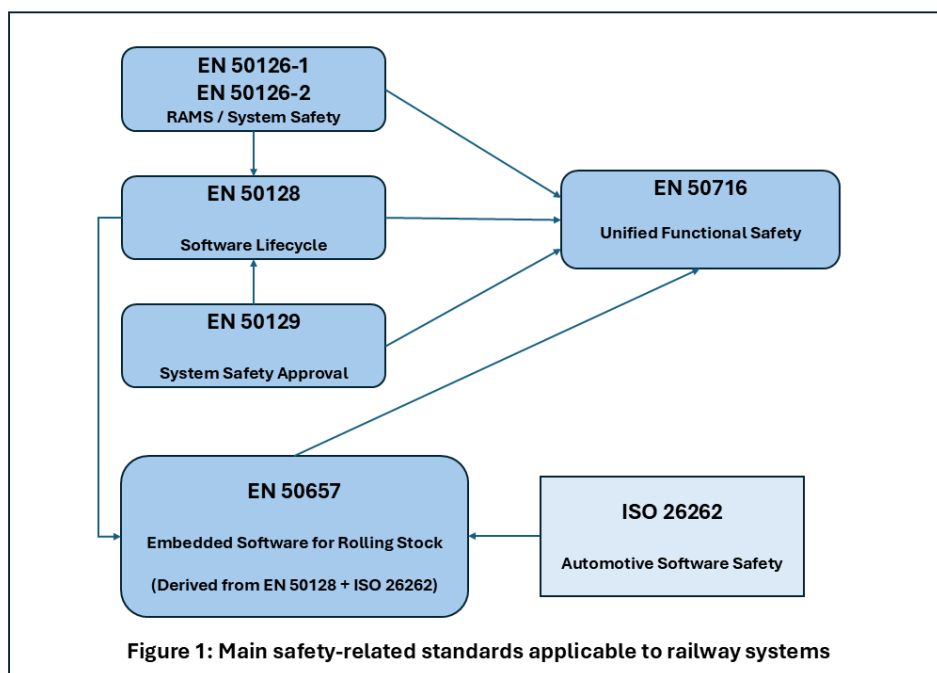 EN 50126-1
EN 50126-2
RAMS / System Safety
EN 50128
Software Lifecycle
EN 50716
Unified Functional Safety
EN 50129
System Safety Approval
EN 50657
Embedded Software for Rolling Stock
(Derived from EN 50128 + ISO 26262)
ISO 26262
Automotive Software Safety
Figure 1: Main safety-related standards applicable to railway systems